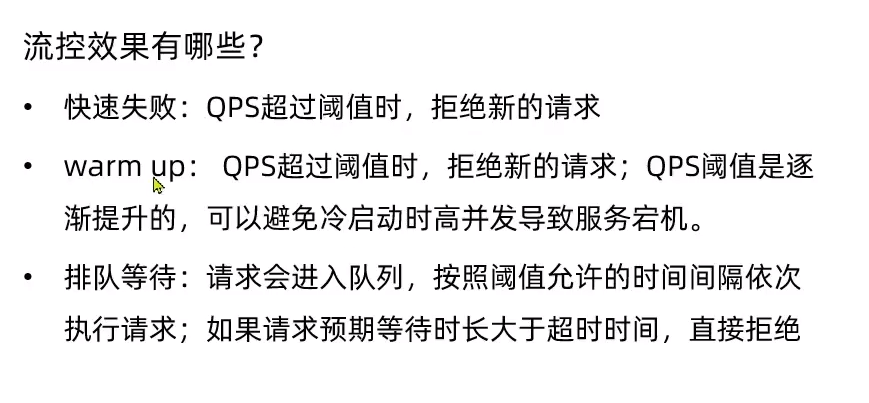 流控效果有哪些？
• 快速失败：QPS超过阈值时，拒绝新的请求
• warm up： QPS超过阈值时，拒绝新的请求；QPS阈值是逐
渐提升的，可以避免冷启动时高并发导致服务宕机。
• 排队等待：请求会进入队列，按照阈值允许的时间间隔依次
执行请求；如果请求预期等待时长大于超时时间，直接拒绝